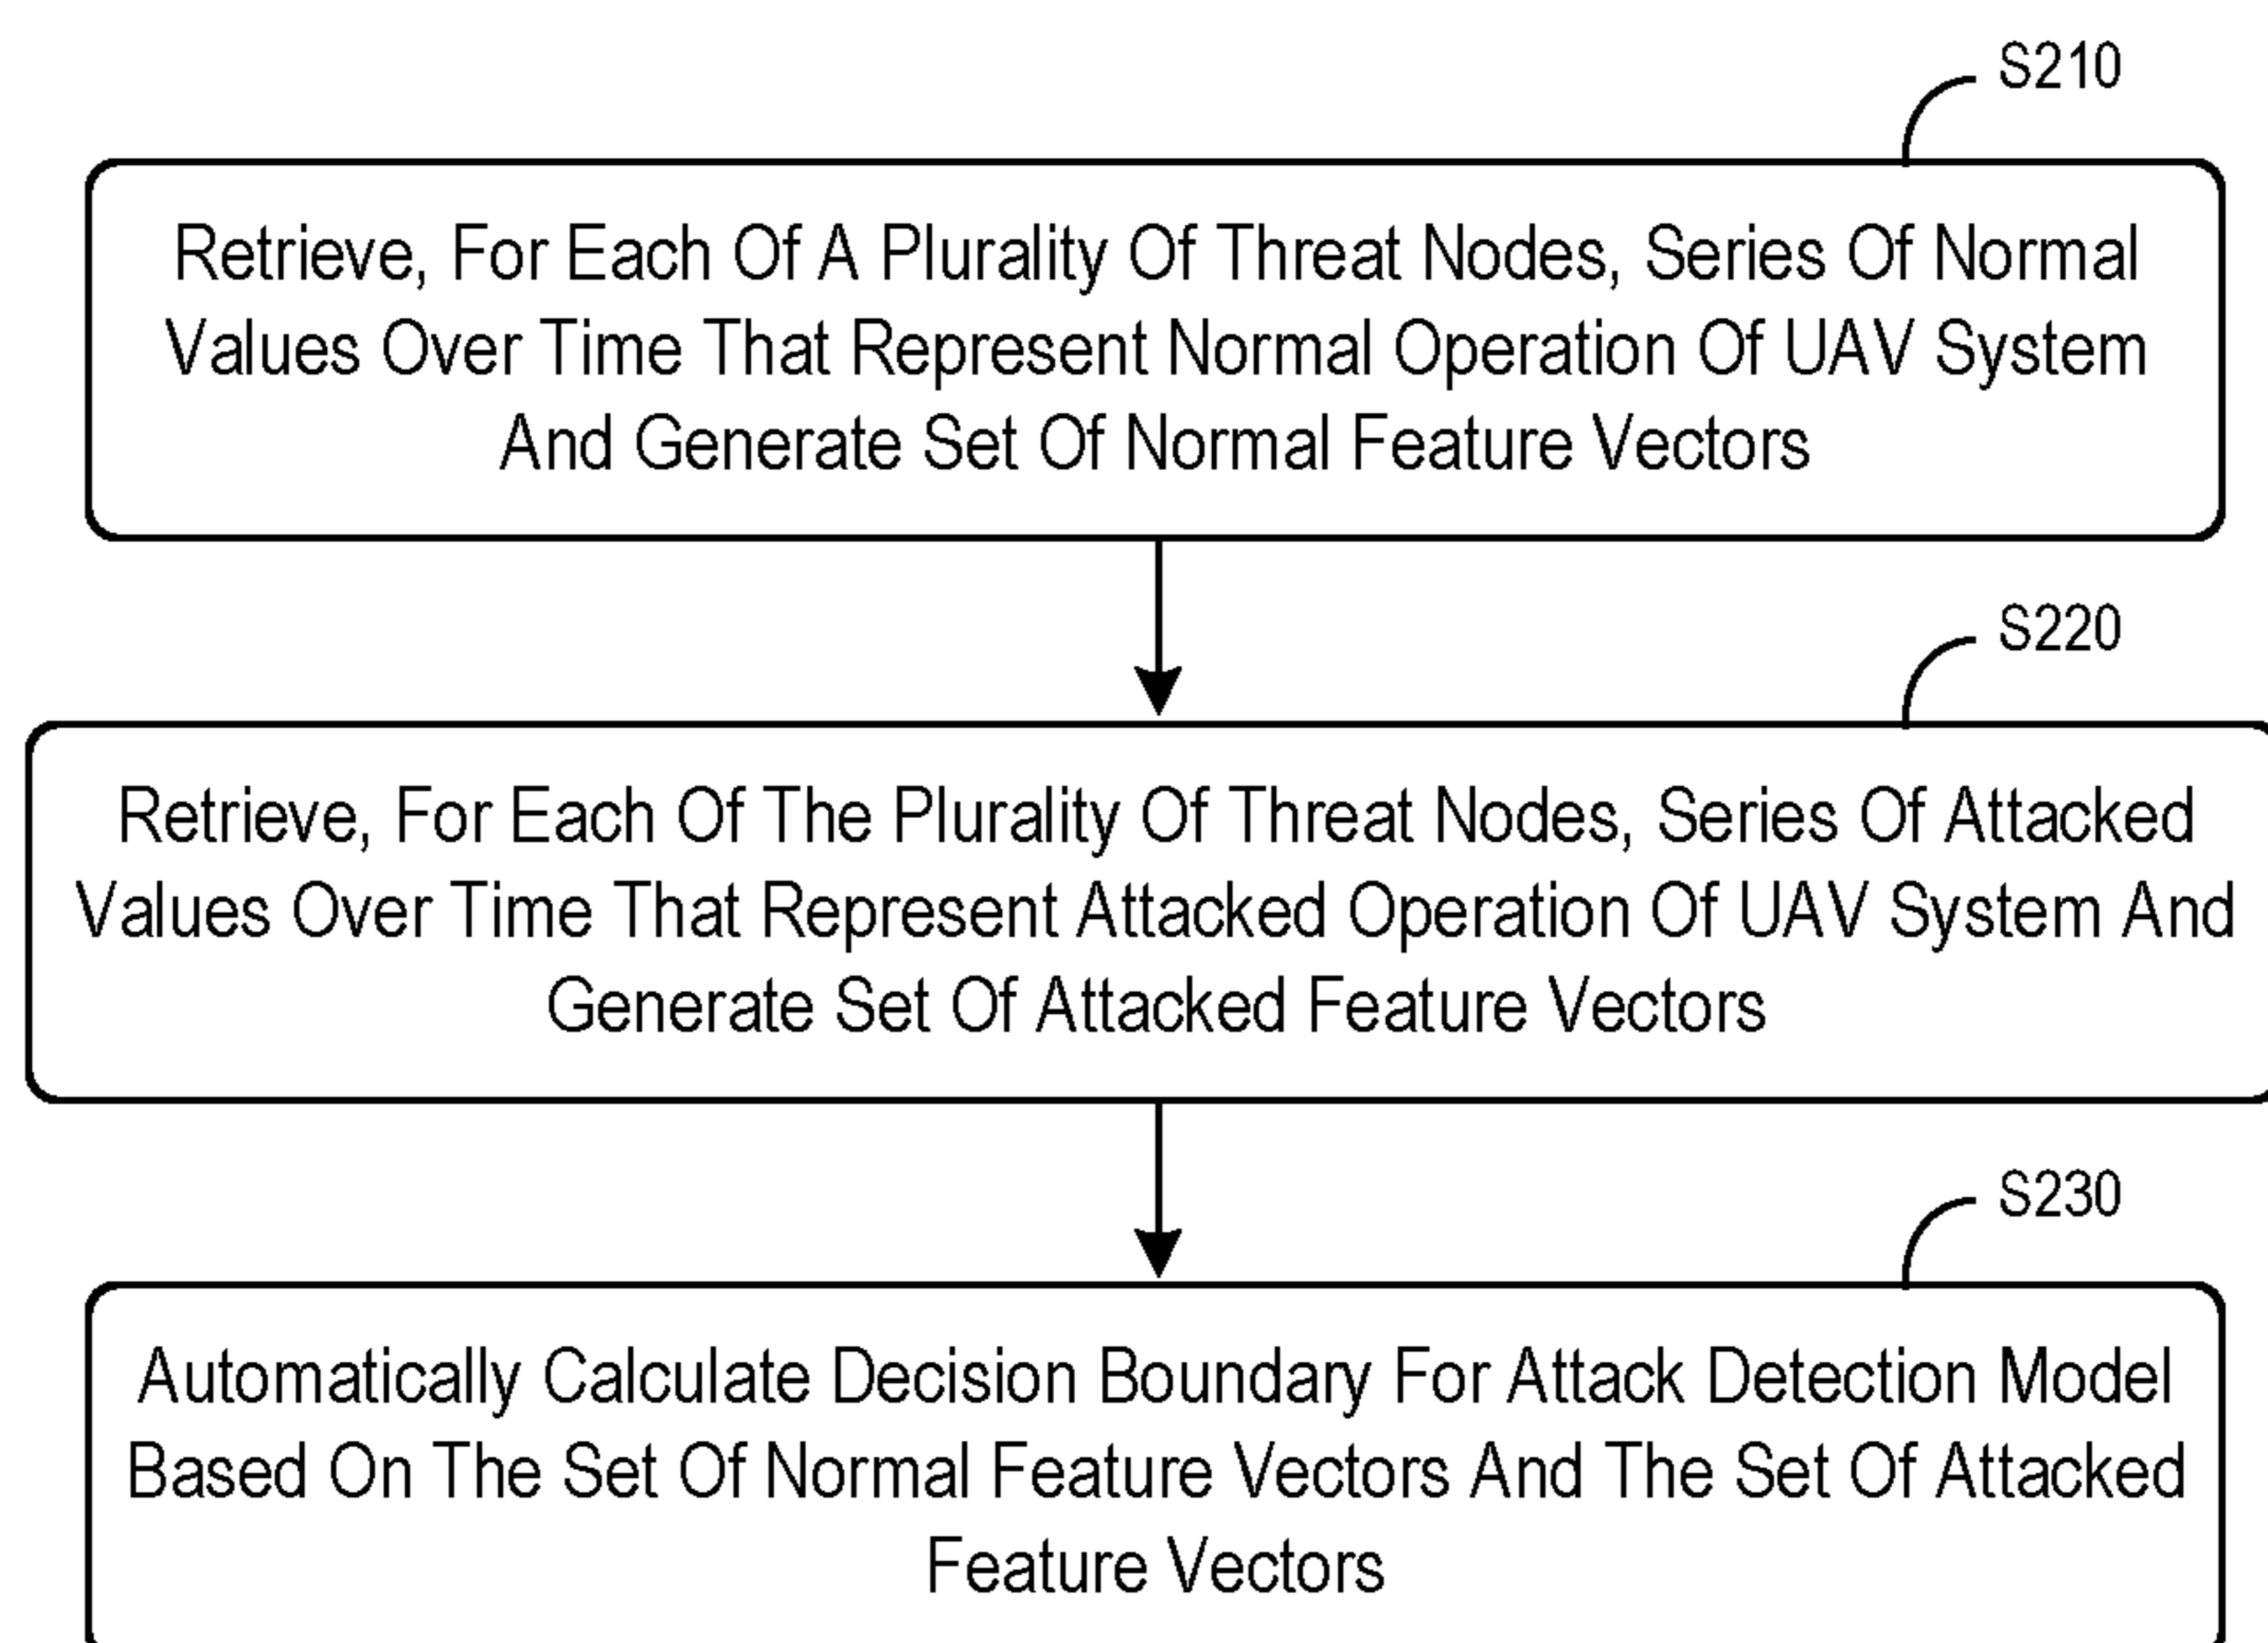 S210
Retrieve, For Each Of A Plurality Of Threat Nodes, Series Of Normal
Values Over Time That Represent Normal Operation Of UAV System
And Generate Set Of Normal Feature Vectors
S220
Retrieve, For Each Of The Plurality Of Threat Nodes, Series Of Attacked
Values Over Time That Represent Attacked Operation Of UAV System And
Generate Set Of Attacked Feature Vectors
S230
Automatically Calculate Decision Boundary For Attack Detection Model
Based On The Set Of Normal Feature Vectors And The Set Of Attacked
Feature Vectors